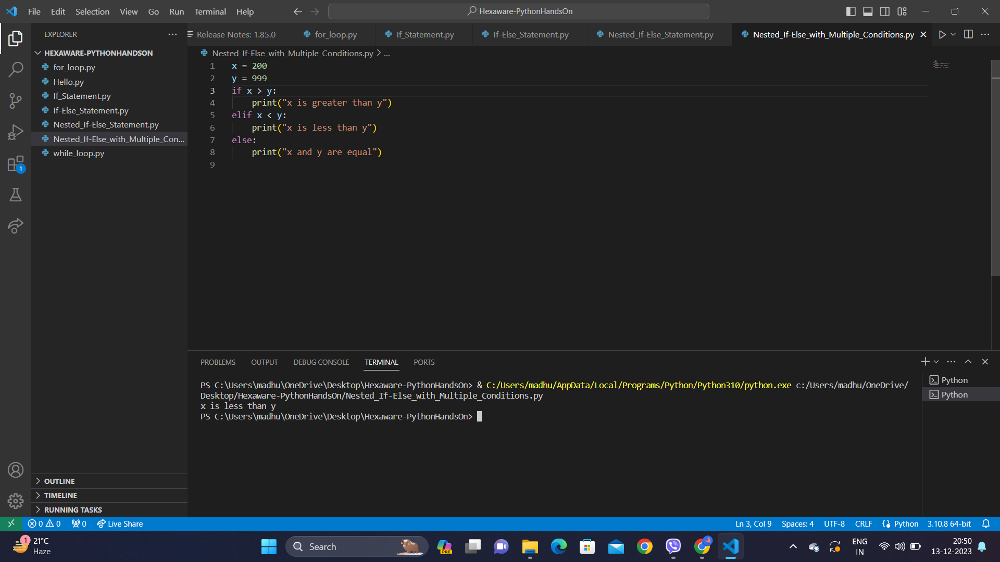 File Edit Selection View Go Run Terminal Help
Hexaware-PythonHandsOn
EXPLORER
Release Notes: 1.85.0 for_loop.py If_Statement.py If-Else_Statement.py Nested_If-Else_Statement.py Nested_If-Else_with_Multiple_Conditions.py
HEXAWARE-PYTHONHANDSON
for_loop.py
Hello.py
If_Statement.py
If-Else_Statement.py
Nested_If-Else_Statement.py
Nested_If-Else_with_Multiple_Con...
while_loop.py
1
Nested_If-Else_with_Multiple_Conditions.py > ...
1 x = 200
2 y = 999
3 if x > y:
4     print("x is greater than y")
5 elif x < y:
6     print("x is less than y")
7 else:
8     print("x and y are equal")
9
PROBLEMS OUTPUT DEBUG CONSOLE TERMINAL PORTS
PS C:\Users\madhu\OneDrive\Desktop\Hexaware-PythonHandsOn> & C:/Users/madhu/AppData/Local/Programs/Python/Python310/python.exe c:/Users/madhu/OneDrive/
Desktop/Hexaware-PythonHandsOn/Nested_If-Else_with_Multiple_Conditions.py
x is less than y
PS C:\Users\madhu\OneDrive\Desktop\Hexaware-PythonHandsOn>
Python
Python
OUTLINE
TIMELINE
RUNNING TASKS
0 0 0 Live Share Ln 3, Col 9 Spaces: 4 UTF-8 CRLF Python 3.10.8 64-bit
1
21°C
Haze
Search
PRE
ENG
IN
20:50
13-12-2023